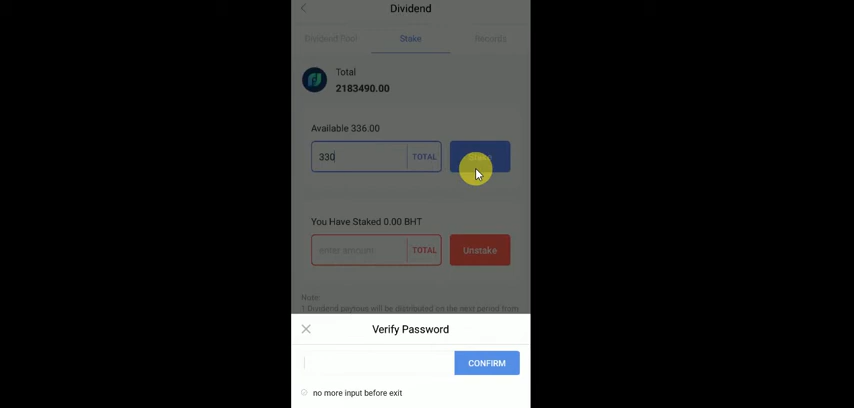 Dividend
Dividend Pool Stake Records
Total
2183490.00
Available 336.00
330 TOTAL Stake
You Have Staked 0.00 BHT
enter amount TOTAL Unstake
Note:
1 Dividend payouts will be distributed on the next period from
Verify Password
CONFIRM
no more input before exit